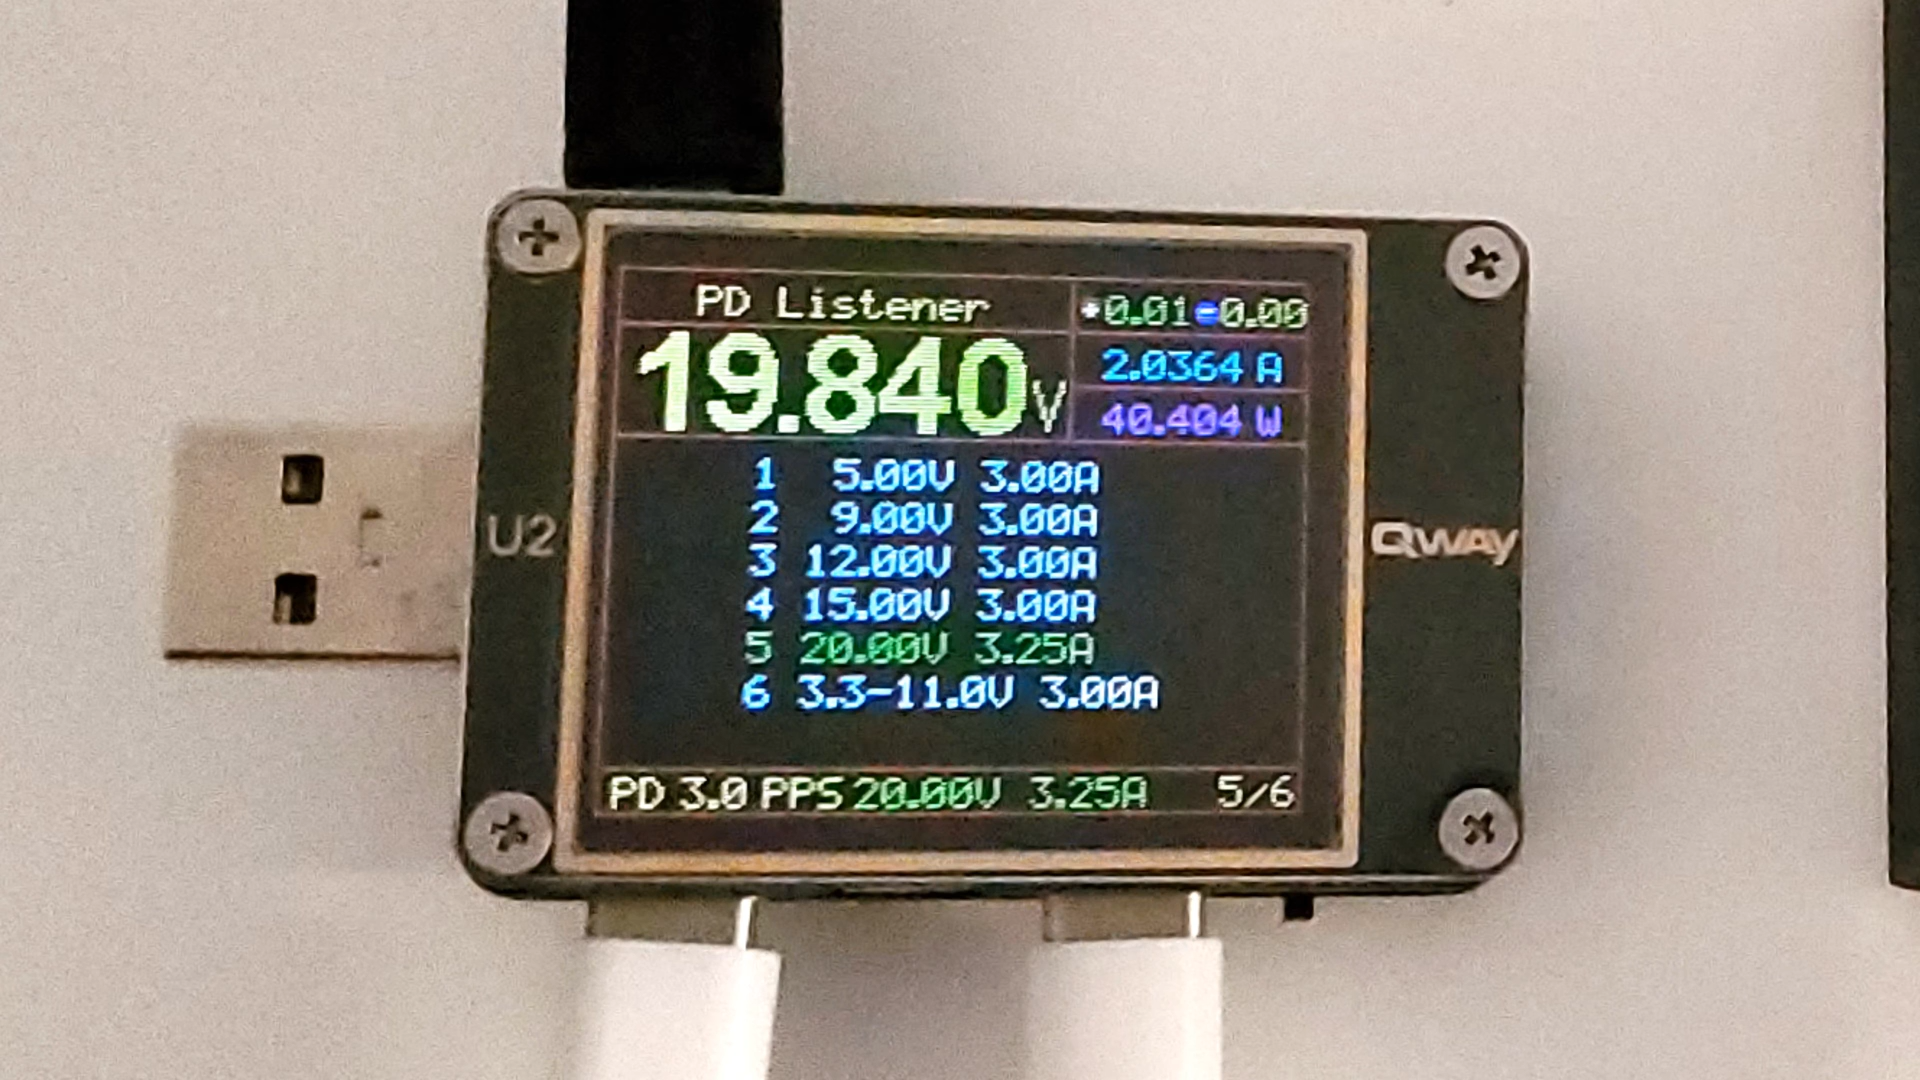 PD Listener
+0.01-0.00
19.840V
2.0364 A
40.404 W
1 5.00V 3.00A
2 9.00V 3.00A
3 12.00V 3.00A
4 15.00V 3.00A
5 20.00V 3.25A
6 3.3-11.0V 3.00A
PD 3.0 PPS 20.00V 3.25A 5/6
U2
QWAY